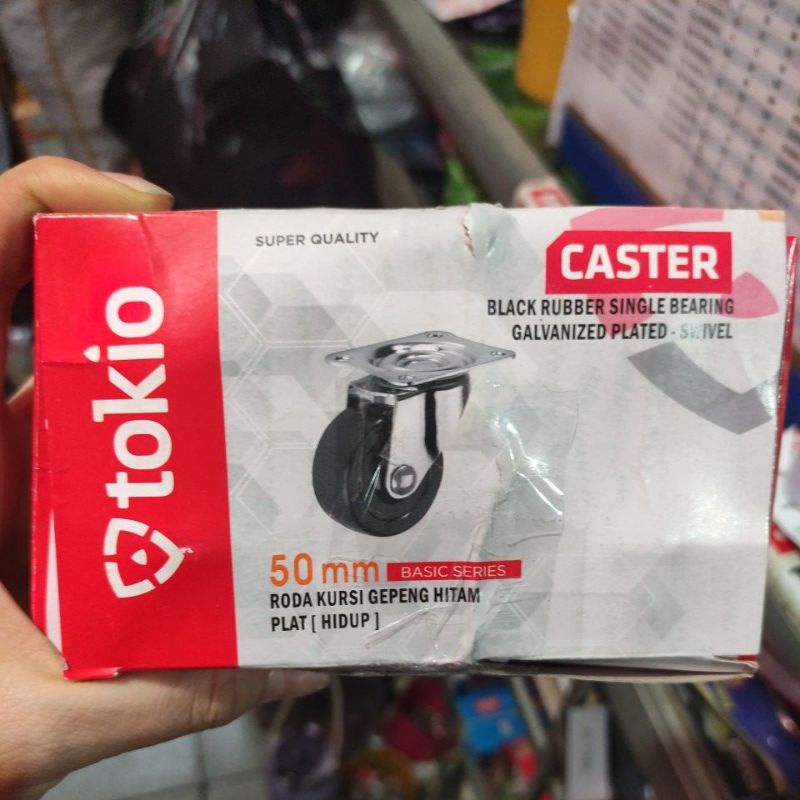 tokio
SUPER QUALITY
CASTER
BLACK RUBBER SINGLE BEARING
GALVANIZED PLATED - SWIVEL
50 mm BASIC SERIES
RODA KURSI GEPENG HITAM
PLAT [ HIDUP ]